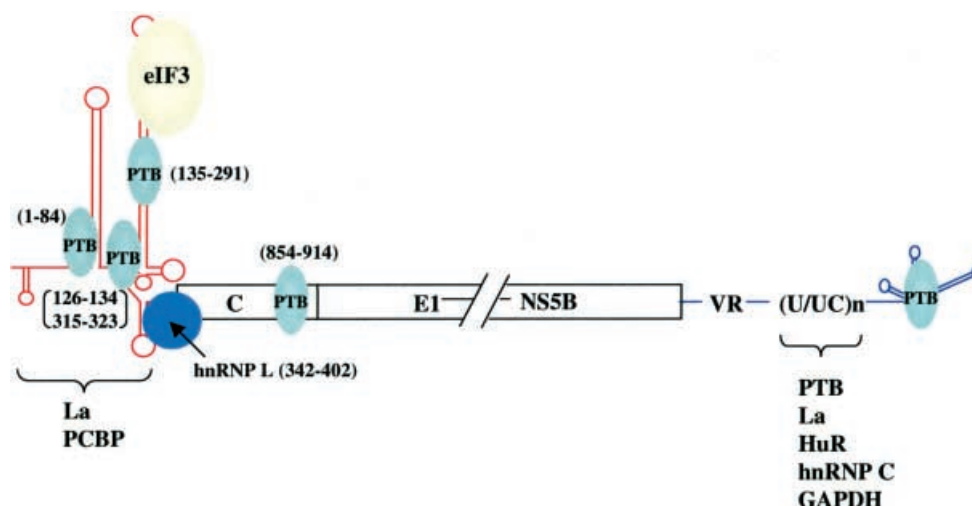 eIF3
PTB (135-291)
(1-84)
PTB
PTB
126-134
315-323
(854-914)
C
PTB
E1
NS5B
VR
(U/UC)n
PTB
hnRNP L (342-402)
La
PCBP
PTB
La
HuR
hnRNP C
GAPDH